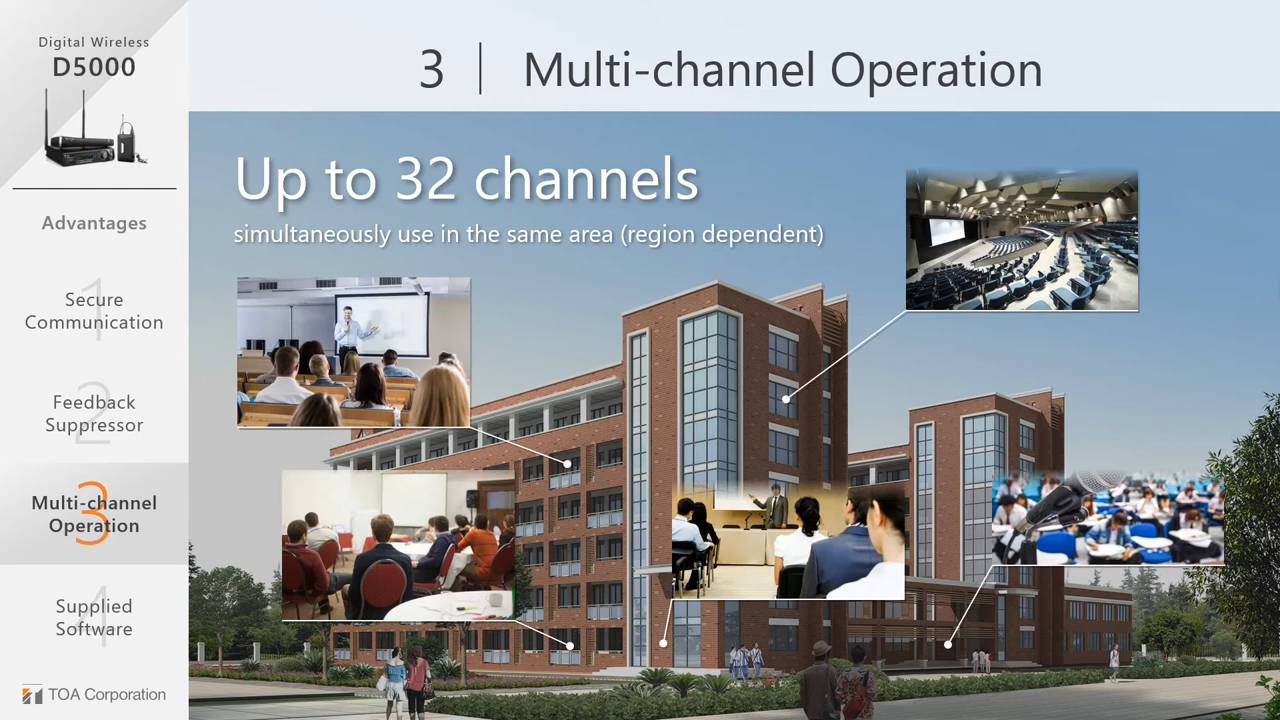 Digital Wireless
D5000
Advantages
1
Secure
Communication
2
Feedback
Suppressor
3
Multi-channel
Operation
4
Supplied
Software
TOA Corporation
3 | Multi-channel Operation
Up to 32 channels
simultaneously use in the same area (region dependent)